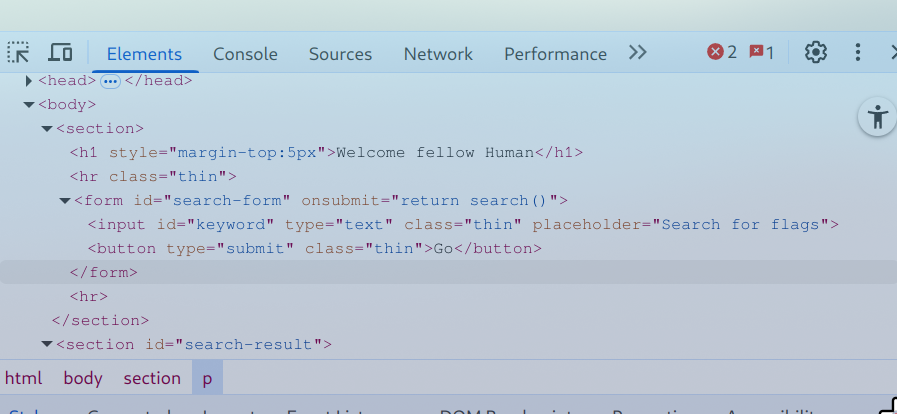 Elements Console Sources Network Performance 2 1
<head> ··· </head>
<body>
<section>
<h1 style="margin-top:5px">Welcome fellow Human</h1>
<hr class="thin">
<form id="search-form" onsubmit="return search()">
<input id="keyword" type="text" class="thin" placeholder="Search for flags">
<button type="submit" class="thin">Go</button>
</form>
<hr>
</section>
<section id="search-result">
html body section p